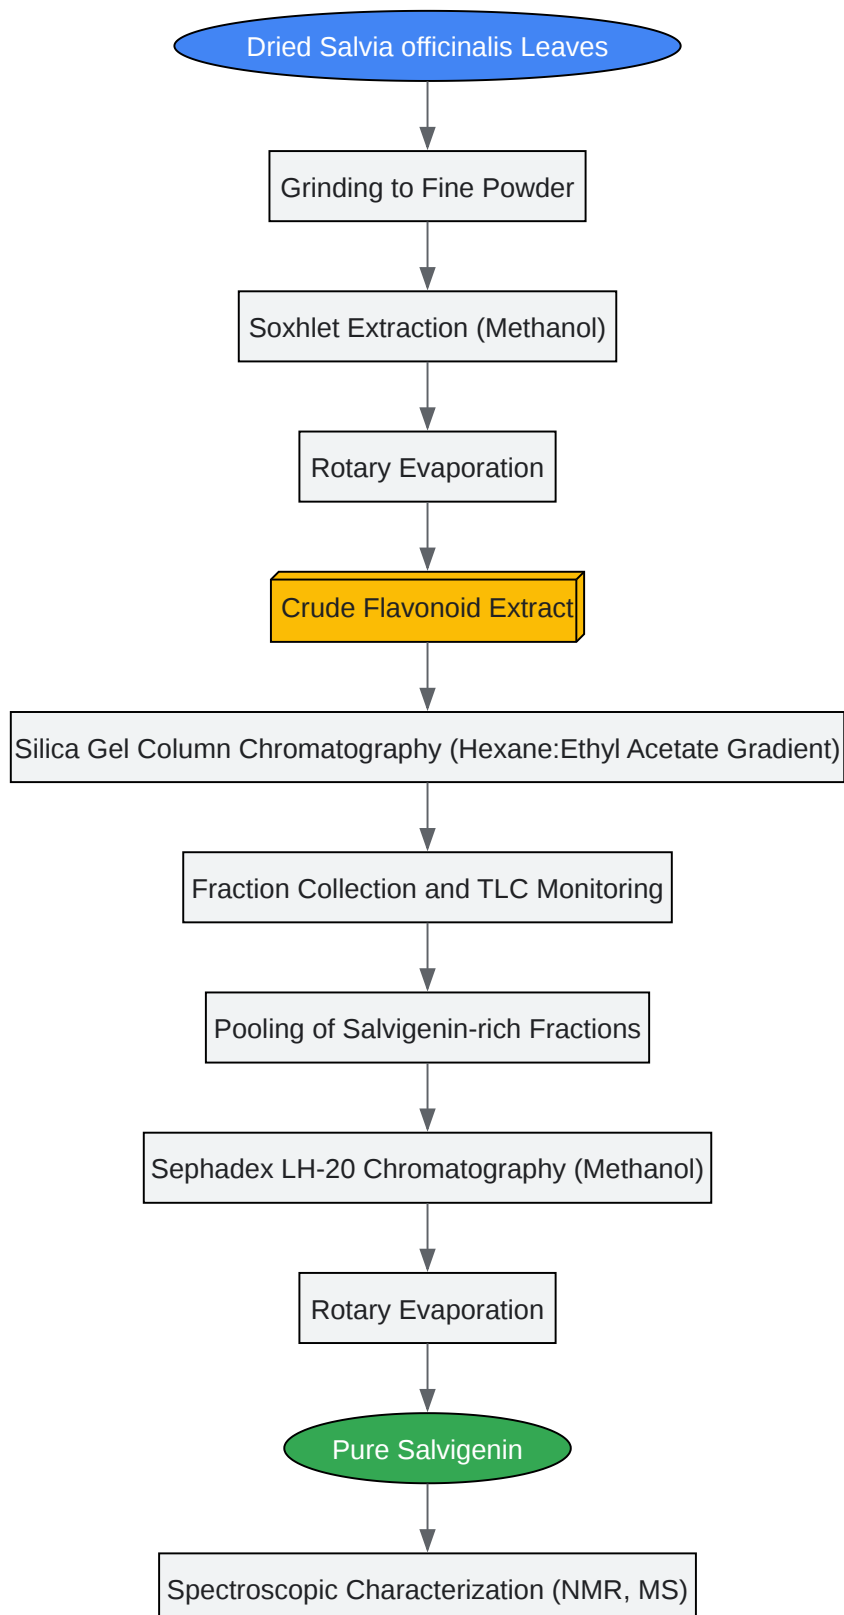 Dried Salvia officinalis Leaves
Grinding to Fine Powder
Soxhlet Extraction (Methanol)
Rotary Evaporation
Crude Flavonoid Extract
Silica Gel Column Chromatography (Hexane:Ethyl Acetate Gradient)
Fraction Collection and TLC Monitoring
Pooling of Salvigenin-rich Fractions
Sephadex LH-20 Chromatography (Methanol)
Rotary Evaporation
Pure Salvigenin
Spectroscopic Characterization (NMR, MS)